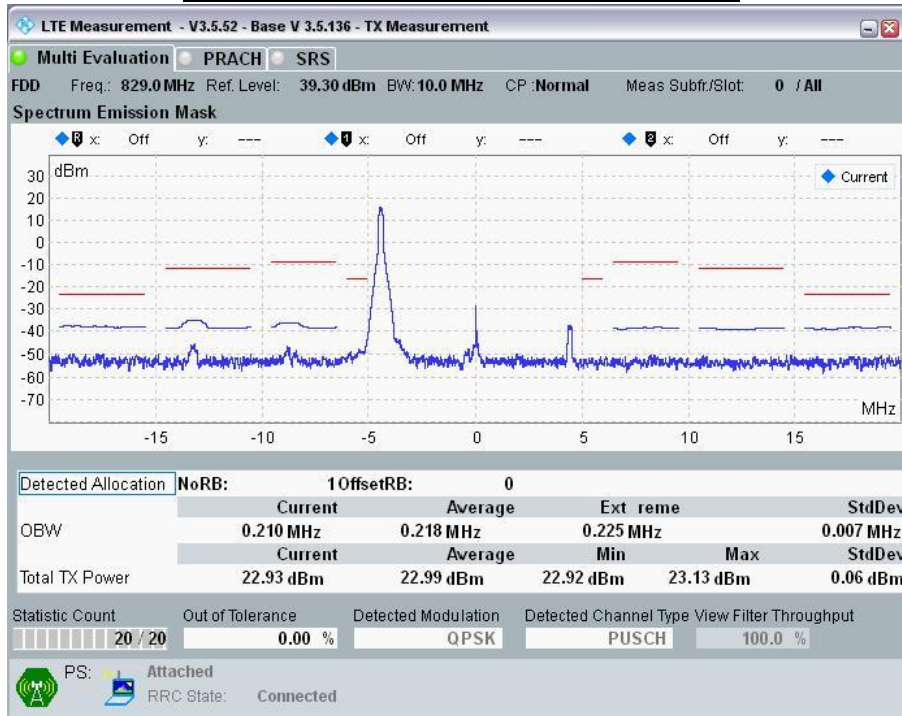 LTE Measurement - V3.5.52 - Base V 3.5.136 - TX Measurement
Multi Evaluation PRACH SRS
FDD Freq.: 829.0 MHz Ref. Level: 39.30 dBm BW: 10.0 MHz CP :Normal Meas Subfr./Slot: 0 / All
Spectrum Emission Mask
R x: Off y: --- 1 x: Off y: --- 2 x: Off y: ---
dBm
Current
30
20
10
0
-10
-20
-30
-40
-50
-60
-70
MHz
-15 -10 -5 0 5 10 15
Detected Allocation NoRB: 1 OffsetRB: 0
Current Average Ext reme StdDev
OBW 0.210 MHz 0.218 MHz 0.225 MHz 0.007 MHz
Current Average Min Max StdDev
Total TX Power 22.93 dBm 22.99 dBm 22.92 dBm 23.13 dBm 0.06 dBm
Statistic Count Out of Tolerance Detected Modulation Detected Channel Type View Filter Throughput
20 / 20 0.00 % QPSK PUSCH 100.0 %
PS: Attached
RRC State: Connected